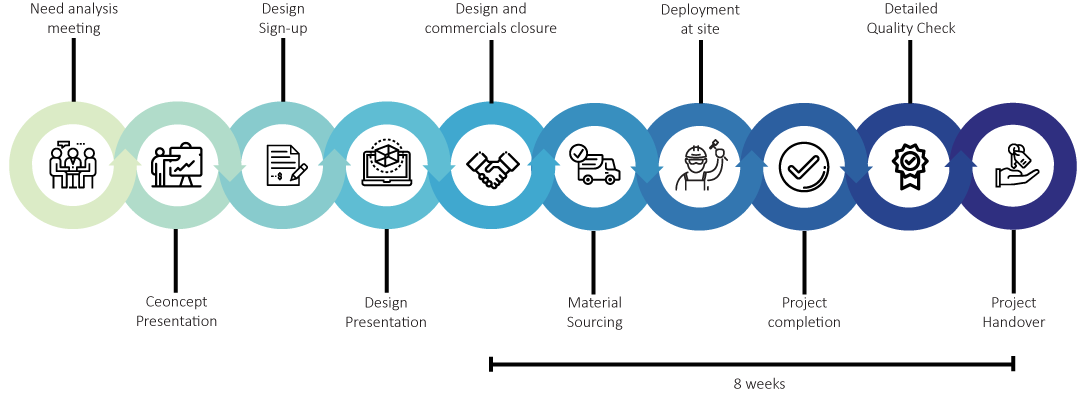 Need analysis
meeting
Ceoncept
Presentation
Design
Sign-up
Design
Presentation
Design and
commercials closure
Material
Sourcing
Deployment
at site
Project
completion
Detailed
Quality Check
Project
Handover
8 weeks